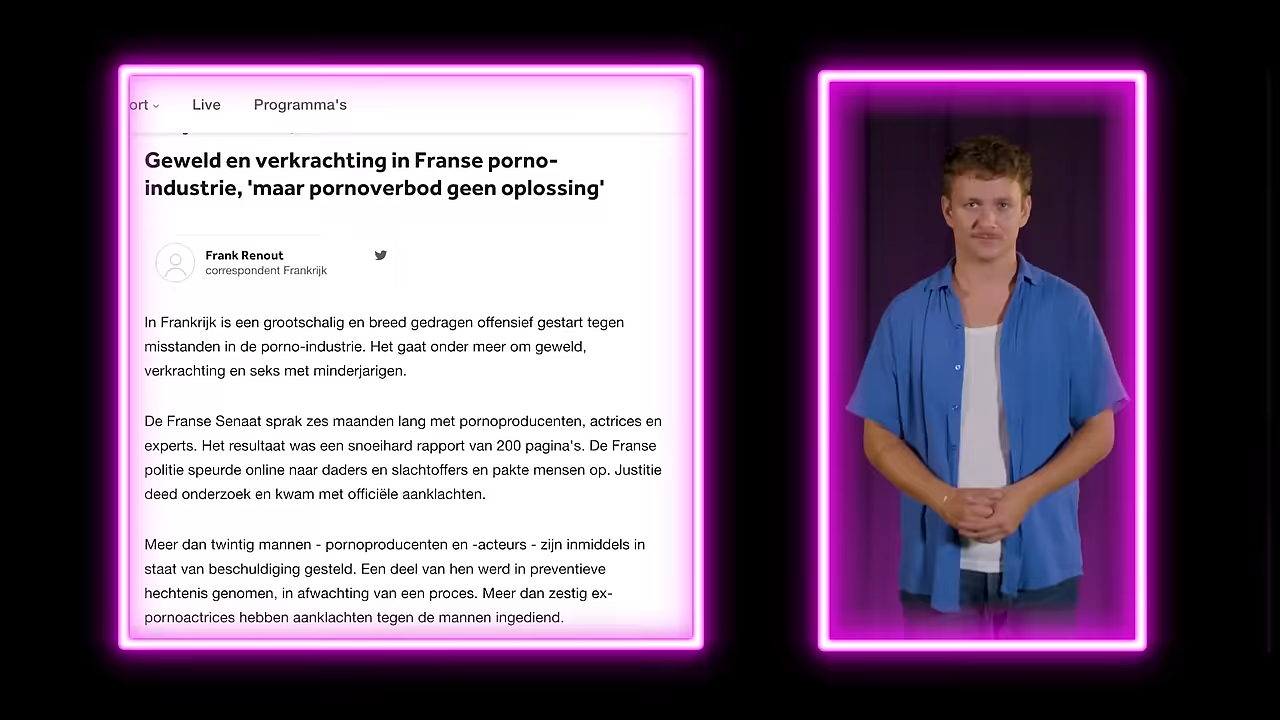 ort Live Programma's
Geweld en verkrachting in Franse porno-
industrie, 'maar pornoverbod geen oplossing'
Frank Renout
correspondent Frankrijk
In Frankrijk is een grootschalig en breed gedragen offensief gestart tegen
misstanden in de porno-industrie. Het gaat onder meer om geweld,
verkrachting en seks met minderjarigen.
De Franse Senaat sprak zes maanden lang met pornoproducenten, actrices en
experts. Het resultaat was een snoeihard rapport van 200 pagina's. De Franse
politie speurde online naar daders en slachtoffers en pakte mensen op. Justitie
deed onderzoek en kwam met officiële aanklachten.
Meer dan twintig mannen - pornoproducenten en -acteurs - zijn inmiddels in
staat van beschuldiging gesteld. Een deel van hen werd in preventieve
hechtenis genomen, in afwachting van een proces. Meer dan zestig ex-
pornoactrices hebben aanklachten tegen de mannen ingediend.